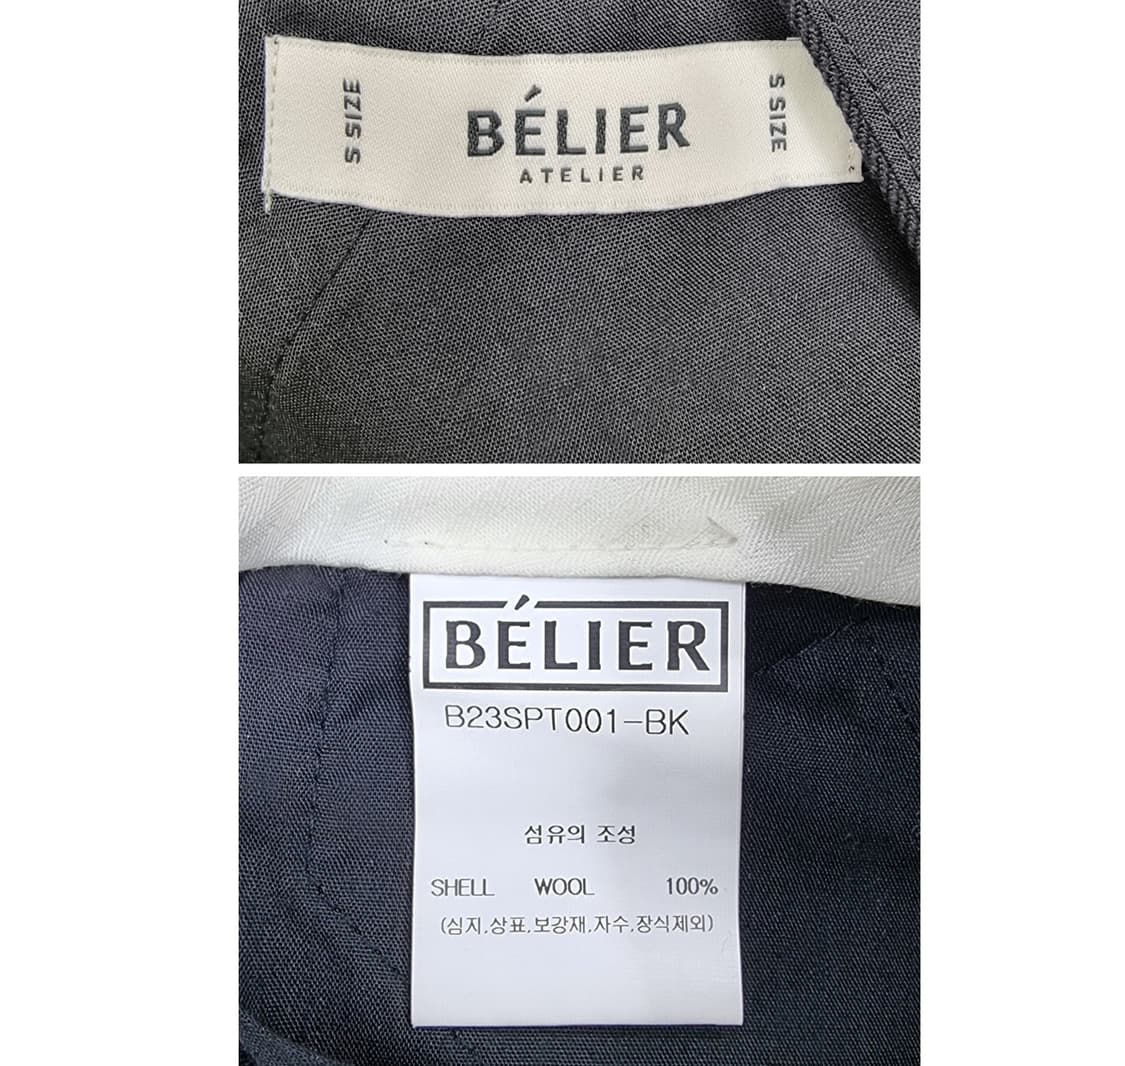 S SIZE
BÉLIER
ATELIER
S SIZE
BÉLIER
B23SPT001-BK
섬유의 조성
SHELL WOOL 100%
(심지,상표,보강재,자수,장식제외)